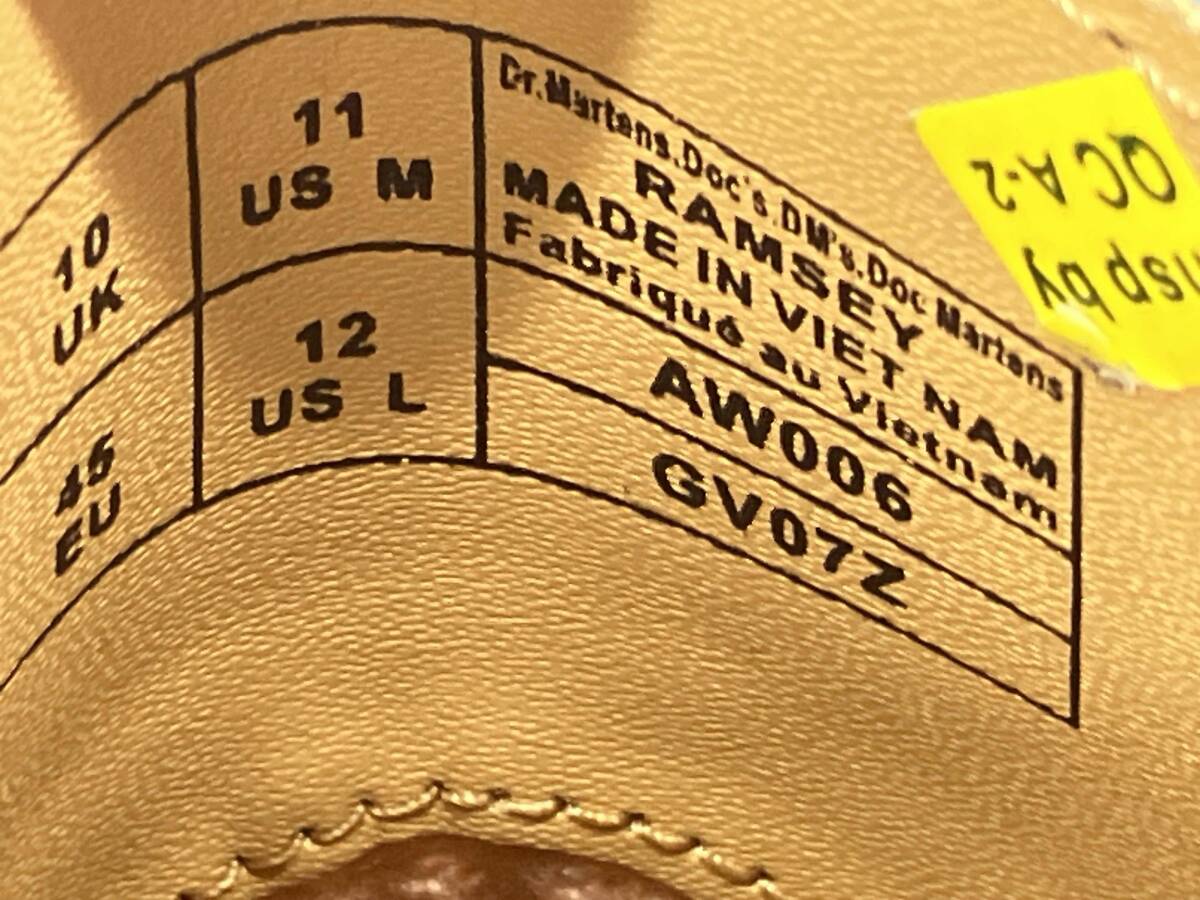 10
UK
45
EU
11
US M
12
US L
Dr.Martens.Doc's.DM's.Doc Martens
RAMSEY
MADE IN VIET NAM
Fabriqué au Vietnam
AW006
GV07Z
QC A-2
by